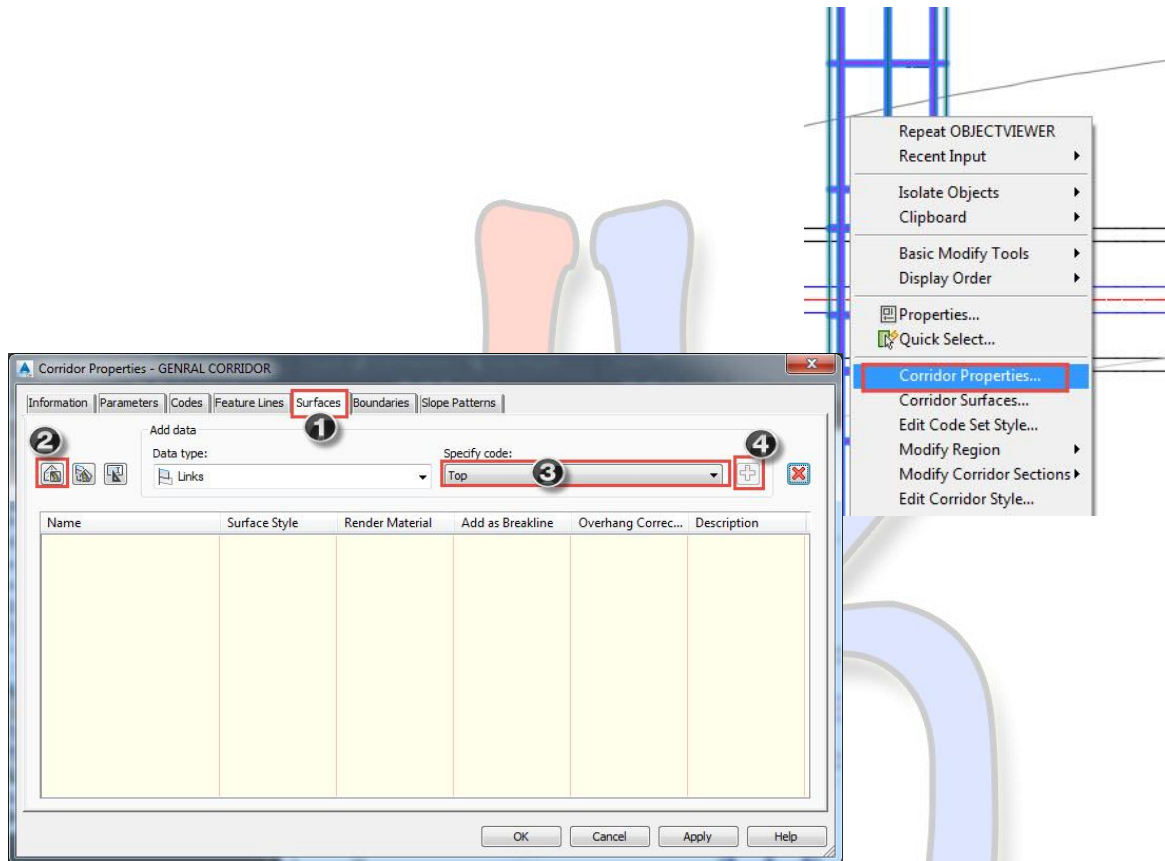 Repeat OBJECTVIEWER
Recent Input
Isolate Objects
Clipboard
Basic Modify Tools
Display Order
Properties...
Quick Select...
Corridor Properties...
Corridor Surfaces...
Edit Code Set Style...
Modify Region
Modify Corridor Sections
Edit Corridor Style...
Corridor Properties - GENRAL CORRIDOR
Information Parameters Codes Feature Lines Surfaces Boundaries Slope Patterns
1
2
Add data
4
Data type: Specify code:
Links Top 3
Name Surface Style Render Material Add as Breakline Overhang Correc... Description
OK Cancel Apply Help